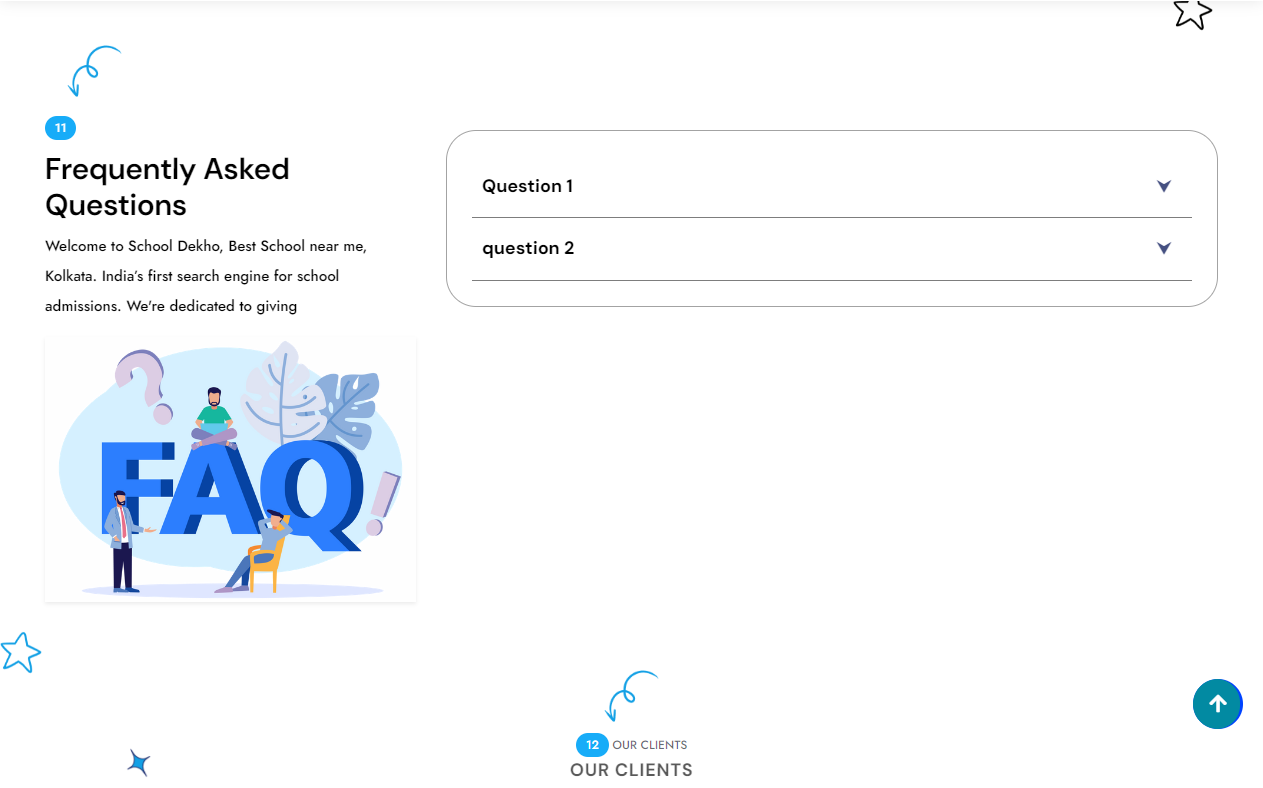 11
Frequently Asked
Questions
Welcome to School Dekho, Best School near me,
Kolkata. India's first search engine for school
admissions. We're dedicated to giving
FAQ
Question 1
question 2
12 OUR CLIENTS
OUR CLIENTS